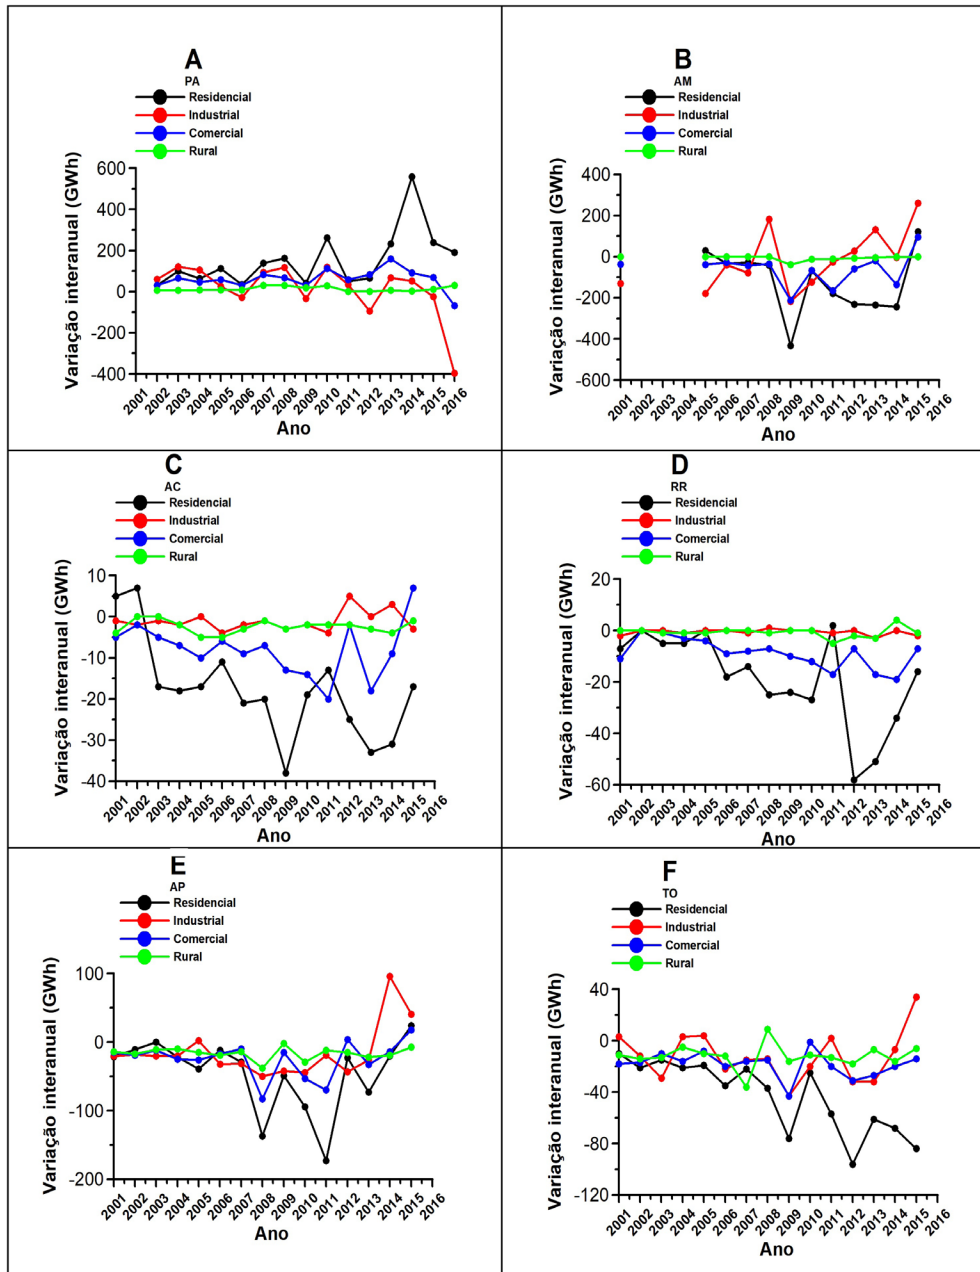 A
PA
Residencial
Industrial
Comercial
Rural
Variação interanual (GWh)
600
400
200
0
-200
-400
2001 2002 2003 2004 2005 2006 2007 2008 2009 2010 2011 2012 2013 2014 2015 2016
Ano
B
AM
Residencial
Industrial
Comercial
Rural
Variação interanual (GWh)
400
200
0
-200
-400
-600
2001 2005 2006 2007 2008 2009 2010 2011 2012 2013 2014 2015 2016
Ano
C
AC
Residencial
Industrial
Comercial
Rural
Variação interanual (GWh)
10
0
-10
-20
-30
-40
2001 2002 2003 2004 2005 2006 2007 2008 2009 2010 2011 2012 2013 2014 2015 2016
Ano
D
RR
Residencial
Industrial
Comercial
Rural
Variação interanual (GWh)
20
0
-20
-40
-60
2001 2002 2003 2004 2005 2006 2007 2008 2009 2010 2011 2012 2013 2014 2015 2016
Ano
E
AP
Residencial
Industrial
Comercial
Rural
Variação interanual (GWh)
100
0
-100
-200
2001 2002 2003 2004 2005 2006 2007 2008 2009 2010 2011 2012 2013 2014 2015 2016
Ano
F
TO
Residencial
Industrial
Comercial
Rural
Variação interanual (GWh)
40
0
-40
-80
-120
2001 2002 2003 2004 2005 2006 2007 2008 2009 2010 2011 2012 2013 2014 2015 2016
Ano